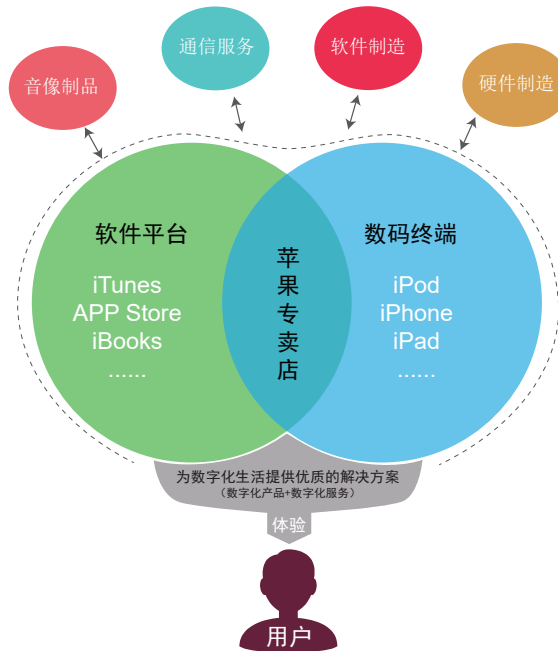 音像制品
通信服务
软件制造
硬件制造
软件平台
iTunes
APP Store
iBooks
......
苹果专卖店
数码终端
iPod
iPhone
iPad
......
为数字化生活提供优质的解决方案
(数字化产品+数字化服务)
体验
用户